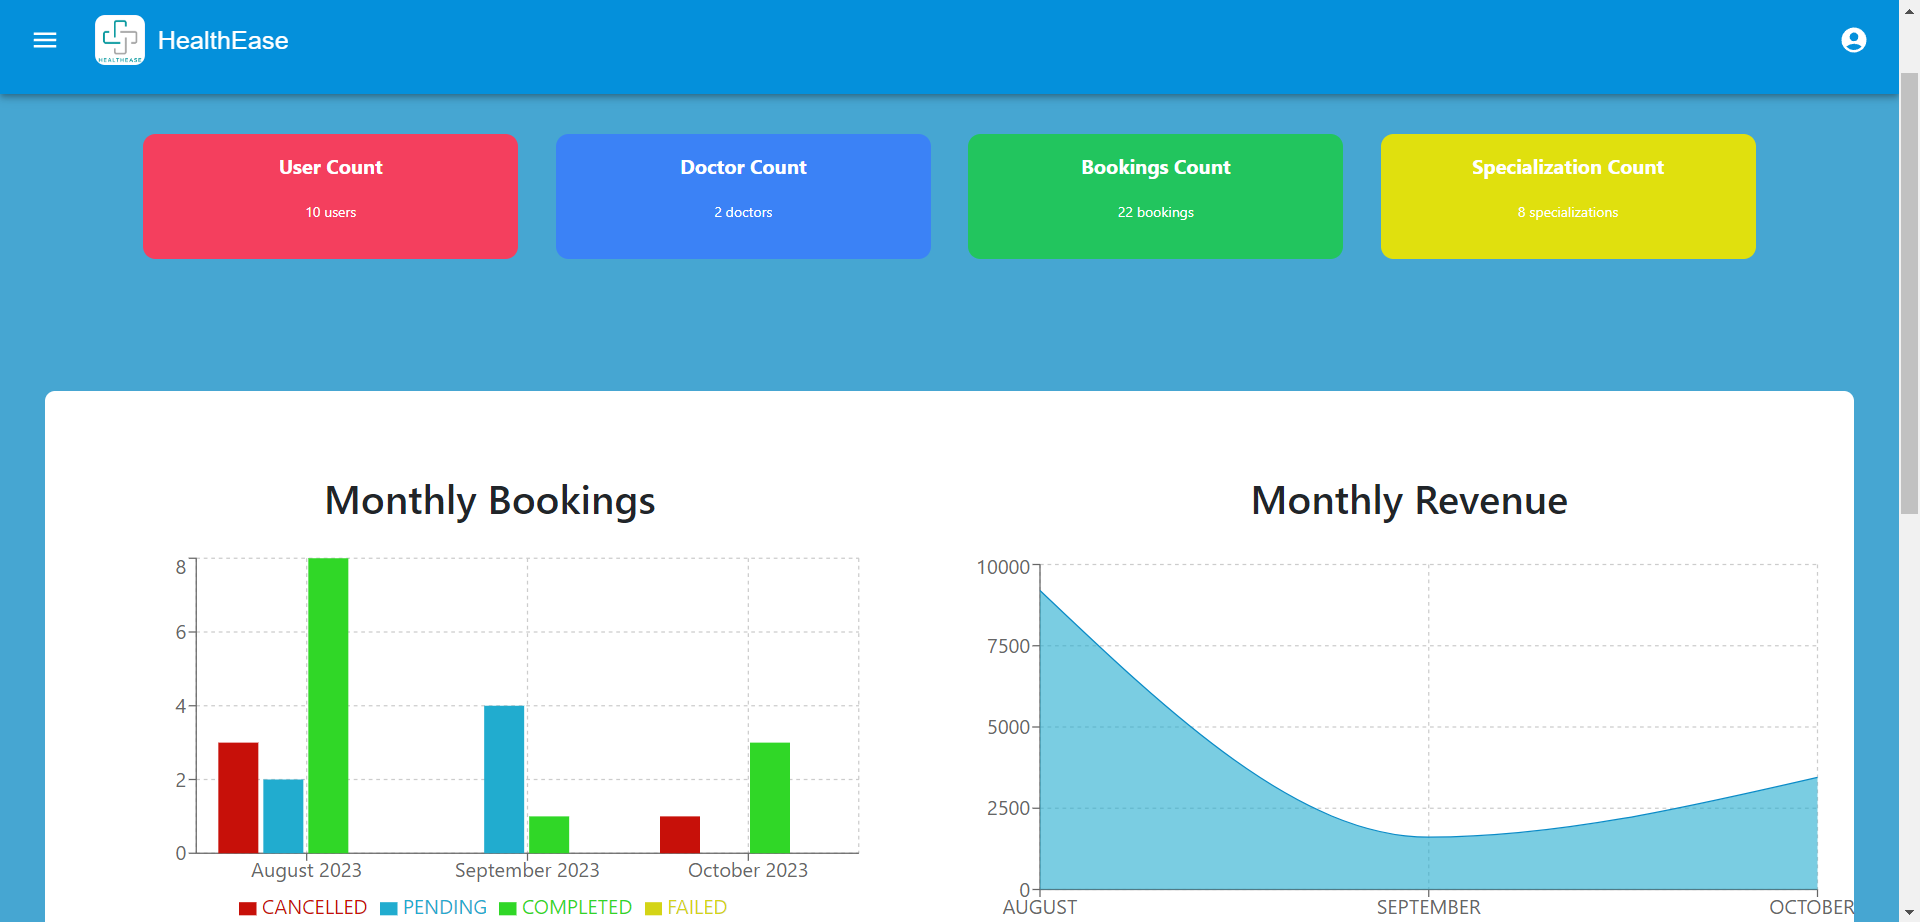 HEALTHEASE
HealthEase
User Count
10 users
Doctor Count
2 doctors
Bookings Count
22 bookings
Specialization Count
8 specializations
Monthly Bookings
8
6
4
2
0
August 2023 September 2023 October 2023
CANCELLED PENDING COMPLETED FAILED
Monthly Revenue
10000
7500
5000
2500
0
AUGUST SEPTEMBER OCTOBER